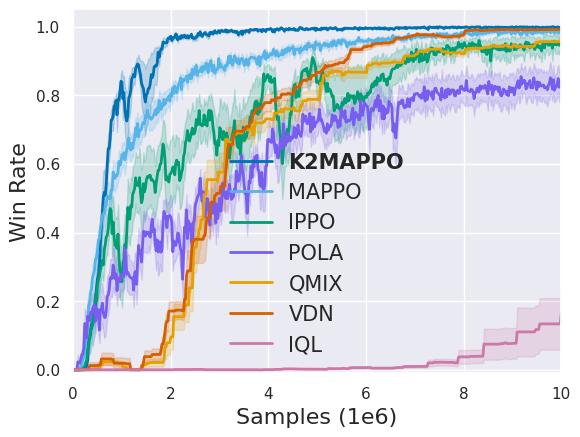 1.0
0.8
0.6
0.4
0.2
0.0
Win Rate
K2MAPPO
MAPPO
IPPO
POLA
QMIX
VDN
IQL
0 2 4 6 8 10
Samples (1e6)